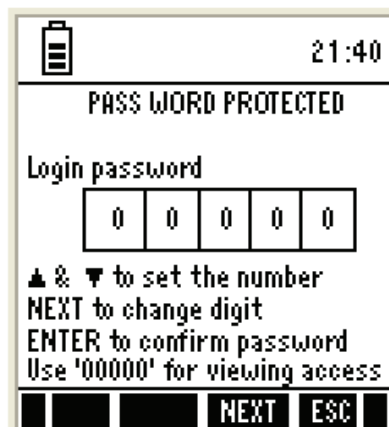 21:40
PASS WORD PROTECTED
Login password
0 0 0 0 0
▲ & ▼ to set the number
NEXT to change digit
ENTER to confirm password
Use '00000' for viewing access
NEXT ESC